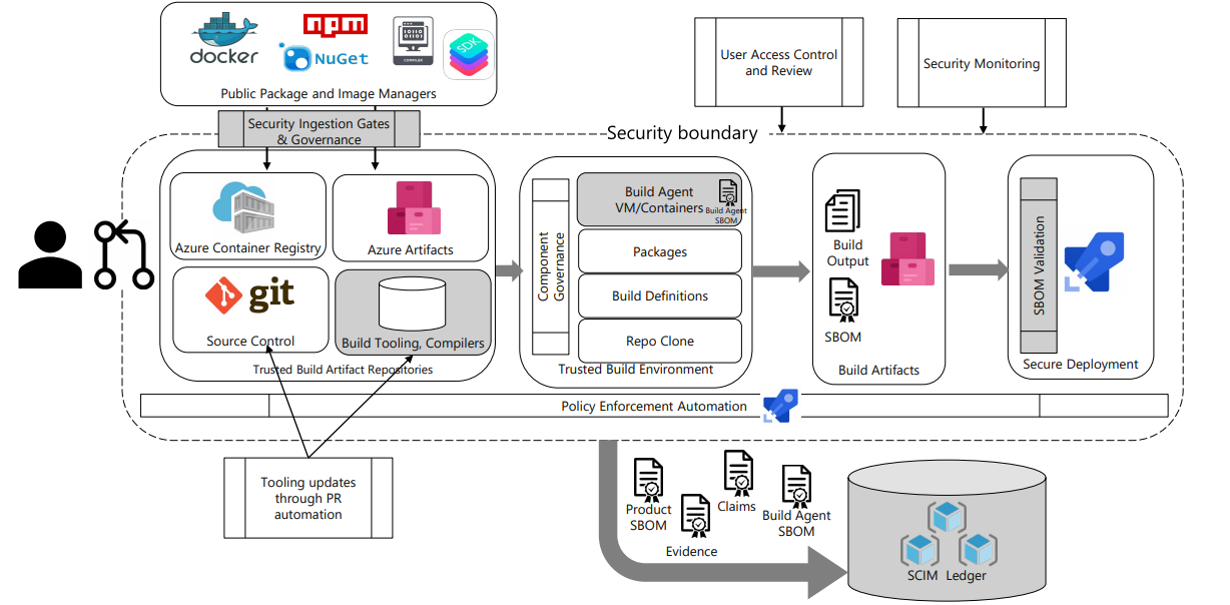 docker
npm
NuGet
COMPILER
SDK
Public Package and Image Managers
Security Ingestion Gates
& Governance
User Access Control
and Review
Security Monitoring
Security boundary
Azure Container Registry
Azure Artifacts
git
Source Control
Build Tooling, Compilers
Trusted Build Artifact Repositories
Component
Governance
Build Agent
VM/Containers
Build Agent
SBOM
Packages
Build Definitions
Repo Clone
Trusted Build Environment
Build
Output
SBOM
Build Artifacts
SBOM Validation
Secure Deployment
Policy Enforcement Automation
Tooling updates
through PR
automation
Product
SBOM
Evidence
Claims
Build Agent
SBOM
SCIM Ledger